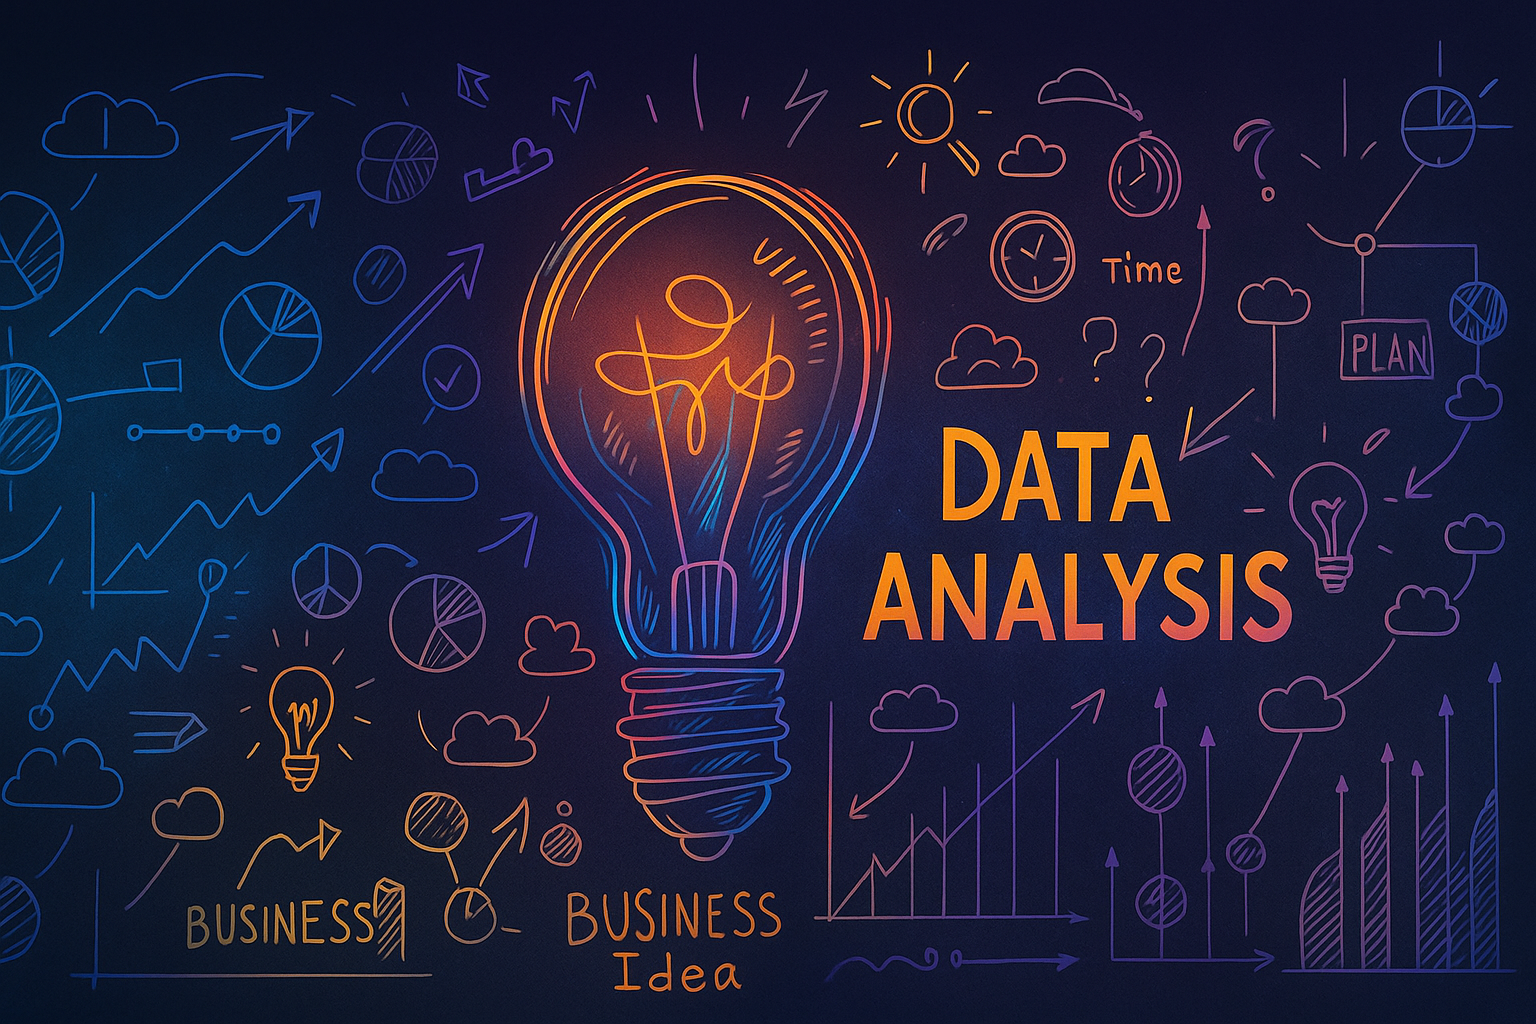 Time
PLAN
DATA
ANALYSIS
BUSINESS
BUSINESS
Idea